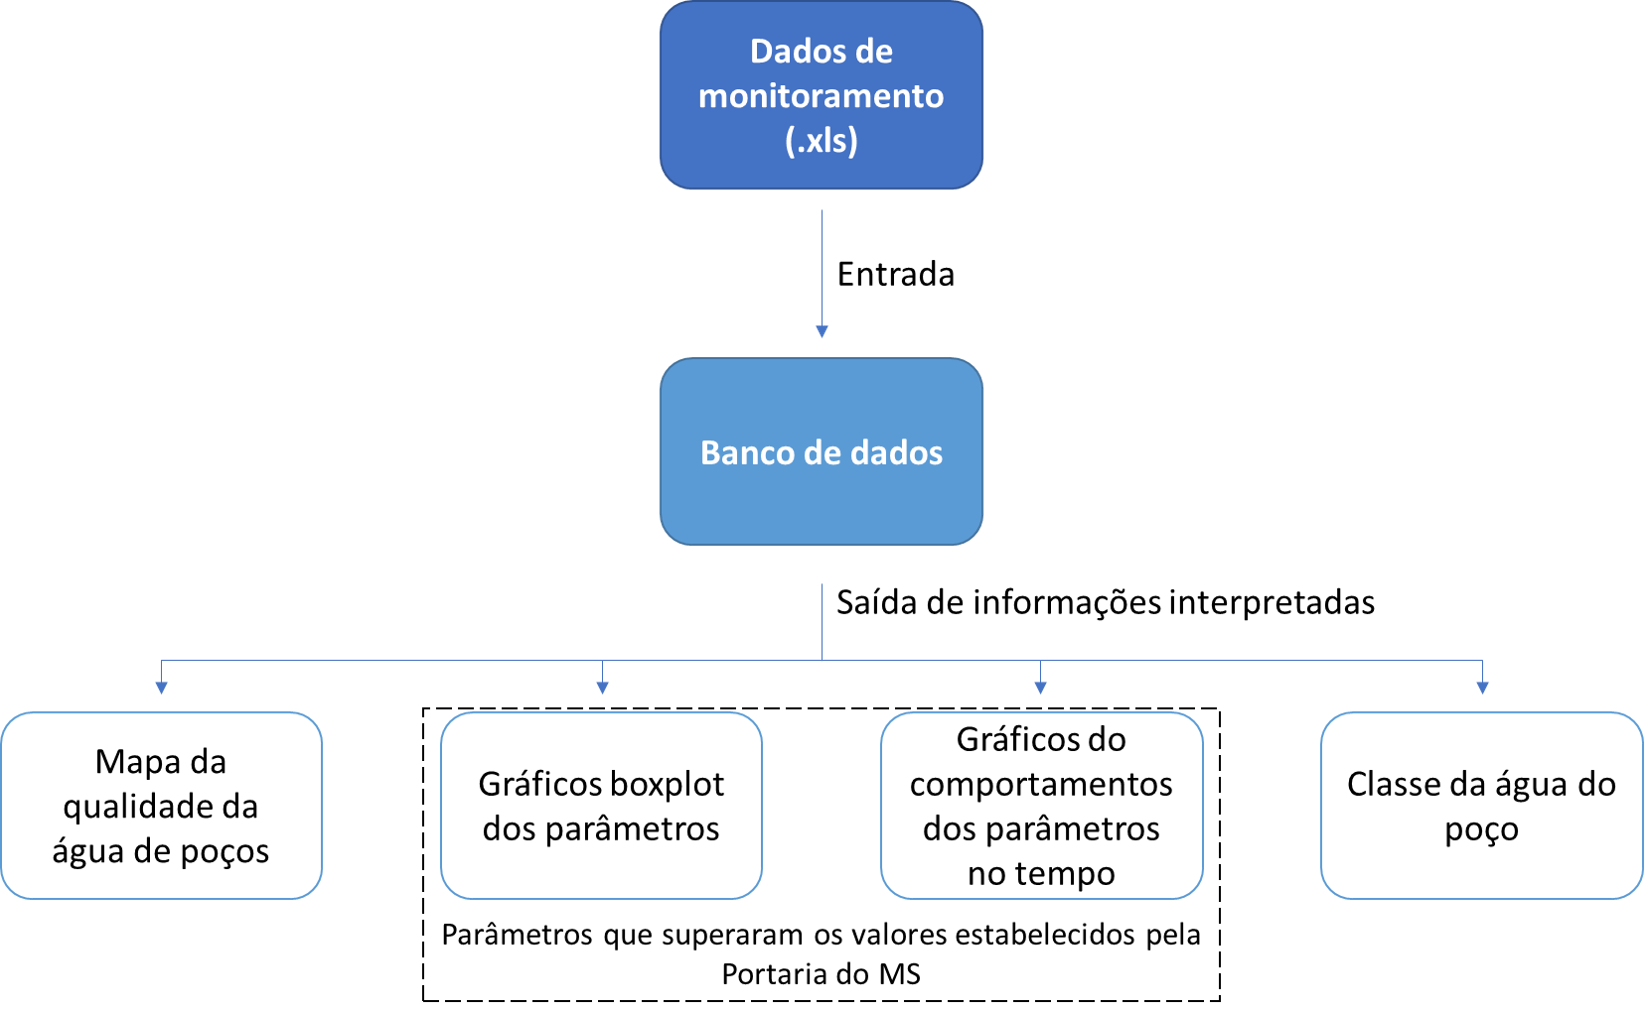 Dados de
monitoramento
(.xls)
Entrada
Banco de dados
Saída de informações interpretadas
Mapa da
qualidade da
água de poços
Gráficos boxplot
dos parâmetros
Gráficos do
comportamentos
dos parâmetros
no tempo
Classe da água do
poço
Parâmetros que superaram os valores estabelecidos pela
Portaria do MS